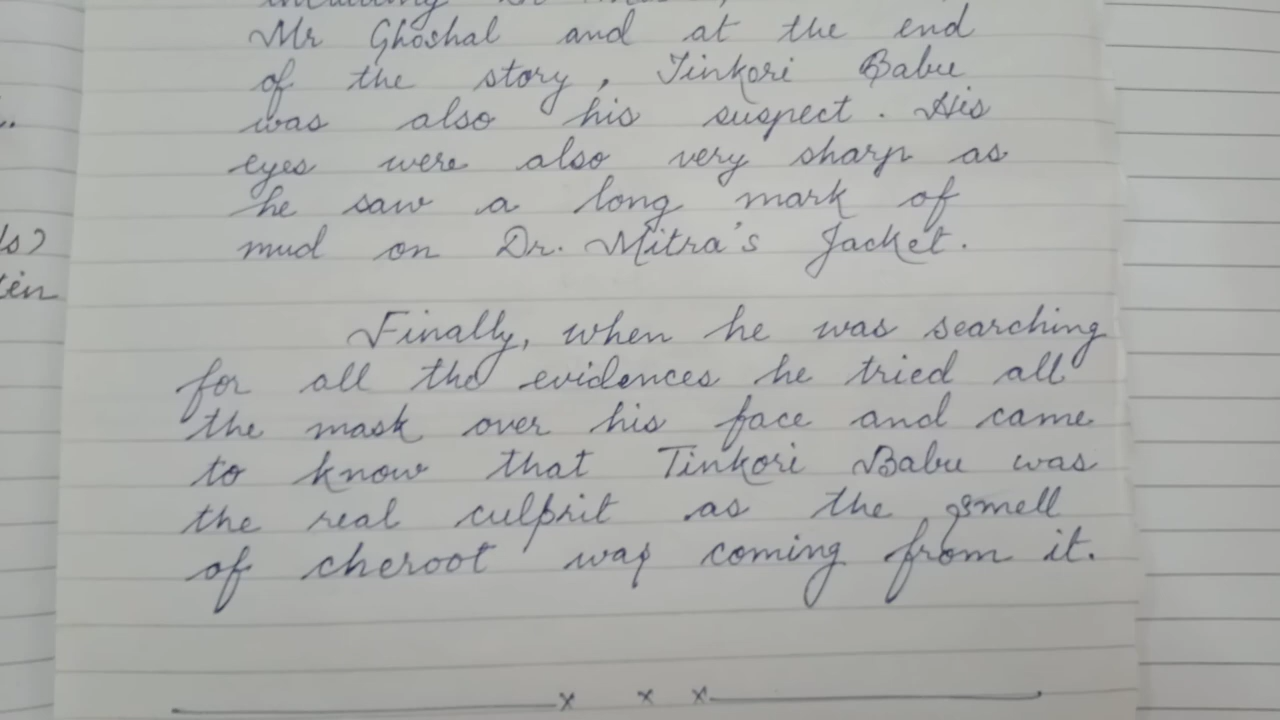 including Dr
Mr Ghoshal and at the end
of the story, Tinkori Babu
was also his suspect. His
eyes were also very sharp as
he saw a long mark of
mud on Dr. Mitra's Jacket.
Finally, when he was searching
for all the evidences he tried all
the mask over his face and came
to know that Tinkori Babu was
the real culprit as the smell
of cheroot was coming from it.
x x x